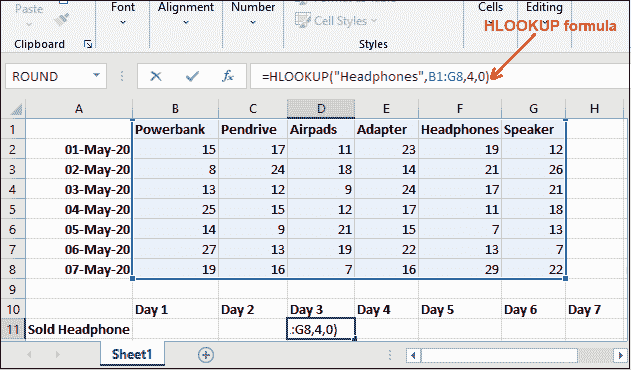 Paste
Font
Alignment
Number
Cell Styles
Cells
Editing
Clipboard
Styles
HLOOKUP formula
ROUND
=HLOOKUP("Headphones",B1:G8,4,0)
A B C D E F G H
1 Powerbank Pendrive Airpads Adapter Headphones Speaker
2 01-May-20 15 17 11 23 19 12
3 02-May-20 8 24 18 14 21 26
4 03-May-20 13 12 9 24 17 21
5 04-May-20 25 15 12 17 11 18
6 05-May-20 14 9 21 15 7 13
7 06-May-20 27 13 19 22 13 7
8 07-May-20 19 16 7 16 29 22
9
10 Day 1 Day 2 Day 3 Day 4 Day 5 Day 6 Day 7
11 Sold Headphone .:G8,4,0)
Sheet1